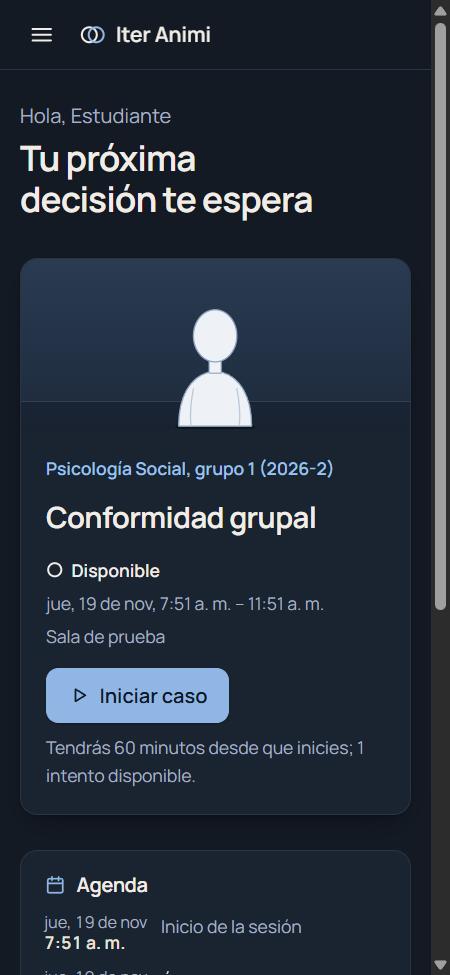 Iter Animi
Hola, Estudiante
Tu próxima
decisión te espera
Psicología Social, grupo 1 (2026-2)
Conformidad grupal
Disponible
jue, 19 de nov, 7:51 a. m. – 11:51 a. m.
Sala de prueba
Iniciar caso
Tendrás 60 minutos desde que inicies; 1
intento disponible.
Agenda
jue, 19 de nov
7:51 a. m.
Inicio de la sesión